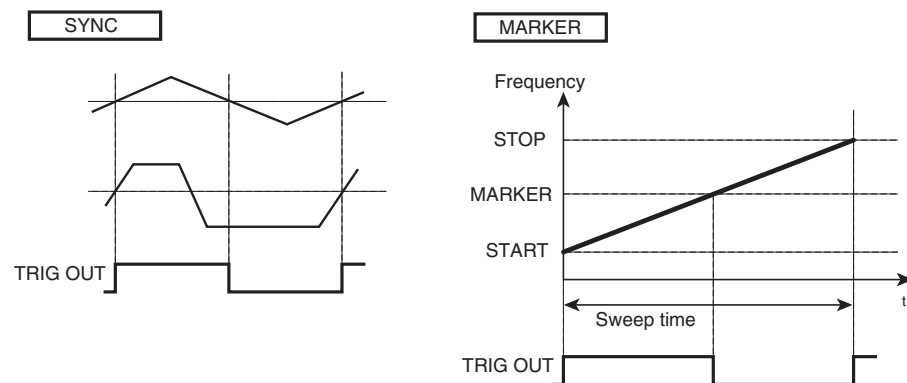 SYNC
TRIG OUT
MARKER
Frequency
STOP
MARKER
START
t
Sweep time
TRIG OUT